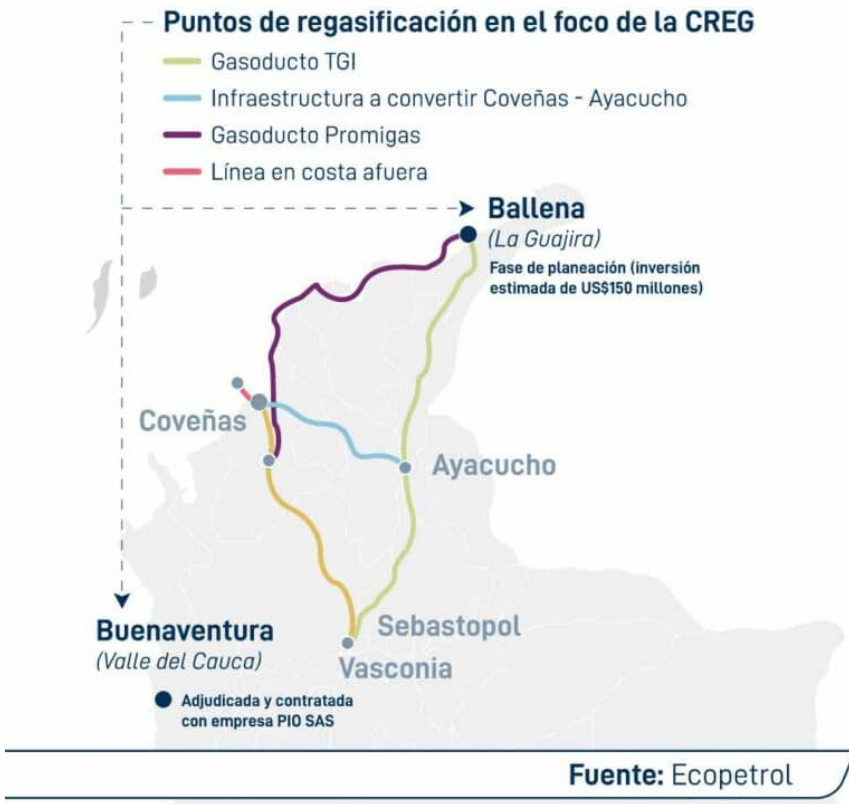 Puntos de regasificación en el foco de la CREG
Gasoducto TGI
Infraestructura a convertir Coveñas - Ayacucho
Gasoducto Promigas
Línea en costa afuera
Ballena
(La Guajira)
Fase de planeación (inversión
estimada de US$150 millones)
Coveñas
Ayacucho
Sebastopol
Vasconia
Buenaventura
(Valle del Cauca)
Adjudicada y contratada
con empresa PIO SAS
Fuente: Ecopetrol